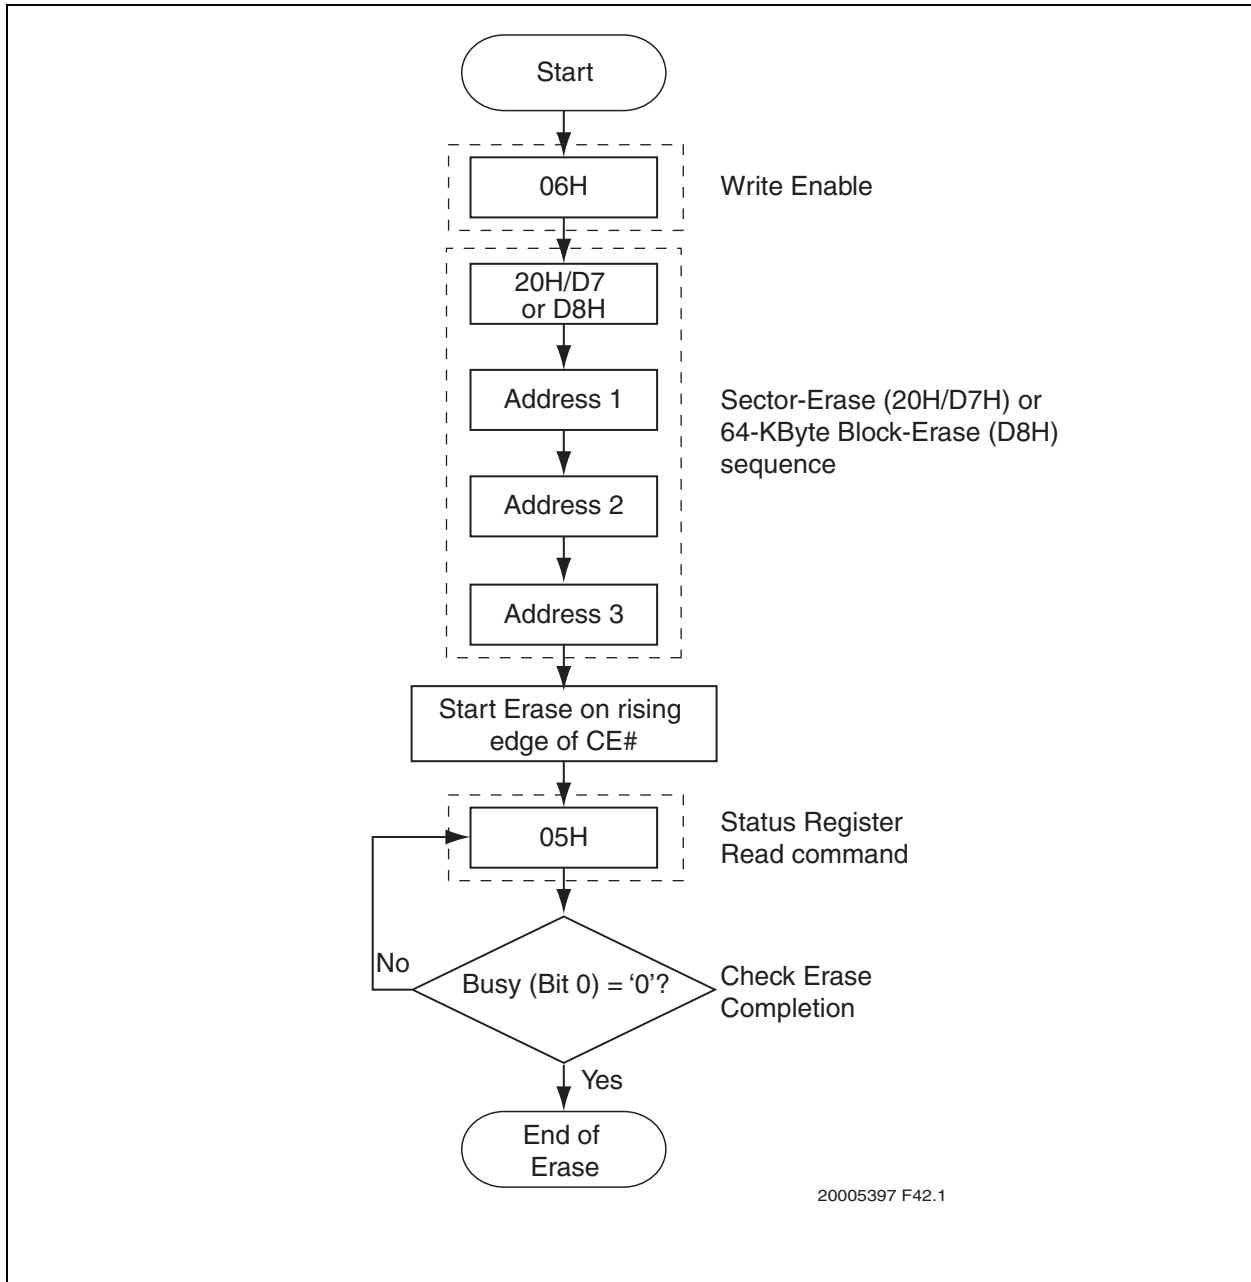 Start
06H
Write Enable
20H/D7
or D8H
Address 1
Sector-Erase (20H/D7H) or
64-KByte Block-Erase (D8H)
sequence
Address 2
Address 3
Start Erase on rising
edge of CE#
05H
Status Register
Read command
No
Busy (Bit 0) = ‘0’?
Check Erase
Completion
Yes
End of
Erase
20005397 F42.1